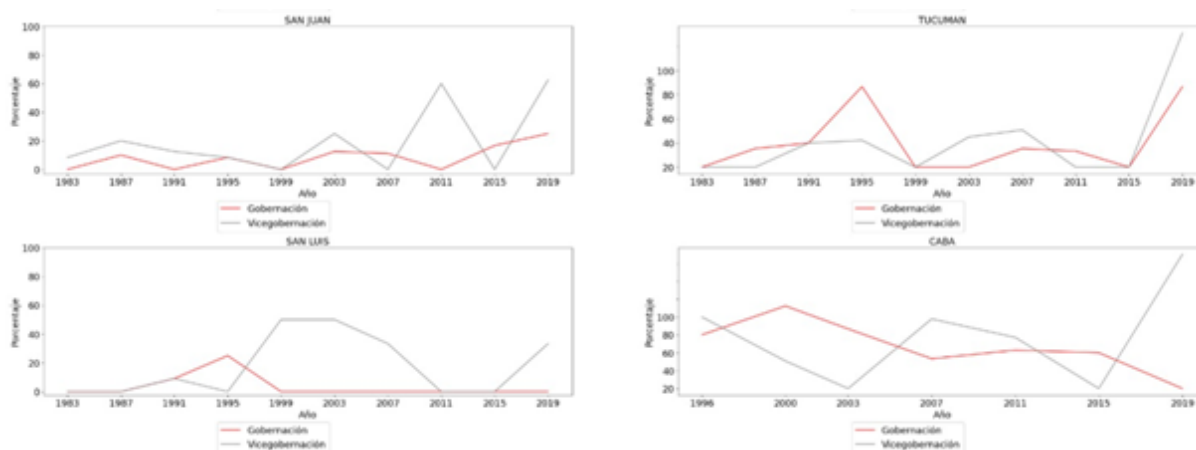 SAN JUAN
100
80
60
40
20
0
Porcentaje
1983 1987 1991 1995 1999 2003 2007 2011 2015 2019
Año
Gobernación
Vicegobernación
TUCUMAN
100
80
60
40
20
Porcentaje
1983 1987 1991 1995 1999 2003 2007 2011 2015 2019
Año
Gobernación
Vicegobernación
SAN LUIS
100
80
60
40
20
0
Porcentaje
1983 1987 1991 1995 1999 2003 2007 2011 2015 2019
Año
Gobernación
Vicegobernación
CABA
100
80
60
40
20
Porcentaje
1996 2000 2003 2007 2011 2015 2019
Año
Gobernación
Vicegobernación